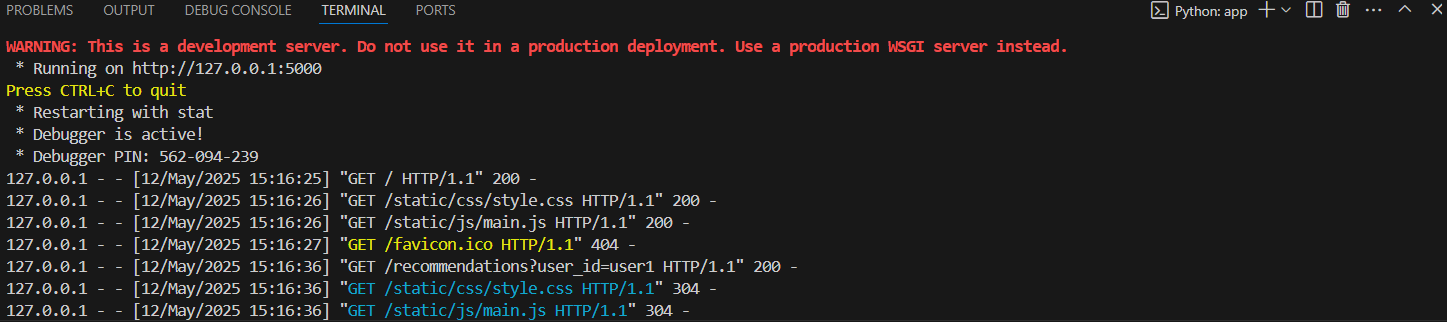 PROBLEMS OUTPUT DEBUG CONSOLE TERMINAL PORTS Python: app
WARNING: This is a development server. Do not use it in a production deployment. Use a production WSGI server instead.
 * Running on http://127.0.0.1:5000
Press CTRL+C to quit
 * Restarting with stat
 * Debugger is active!
 * Debugger PIN: 562-094-239
127.0.0.1 - - [12/May/2025 15:16:25] "GET / HTTP/1.1" 200 -
127.0.0.1 - - [12/May/2025 15:16:26] "GET /static/css/style.css HTTP/1.1" 200 -
127.0.0.1 - - [12/May/2025 15:16:26] "GET /static/js/main.js HTTP/1.1" 200 -
127.0.0.1 - - [12/May/2025 15:16:27] "GET /favicon.ico HTTP/1.1" 404 -
127.0.0.1 - - [12/May/2025 15:16:36] "GET /recommendations?user_id=user1 HTTP/1.1" 200 -
127.0.0.1 - - [12/May/2025 15:16:36] "GET /static/css/style.css HTTP/1.1" 304 -
127.0.0.1 - - [12/May/2025 15:16:36] "GET /static/js/main.js HTTP/1.1" 304 -